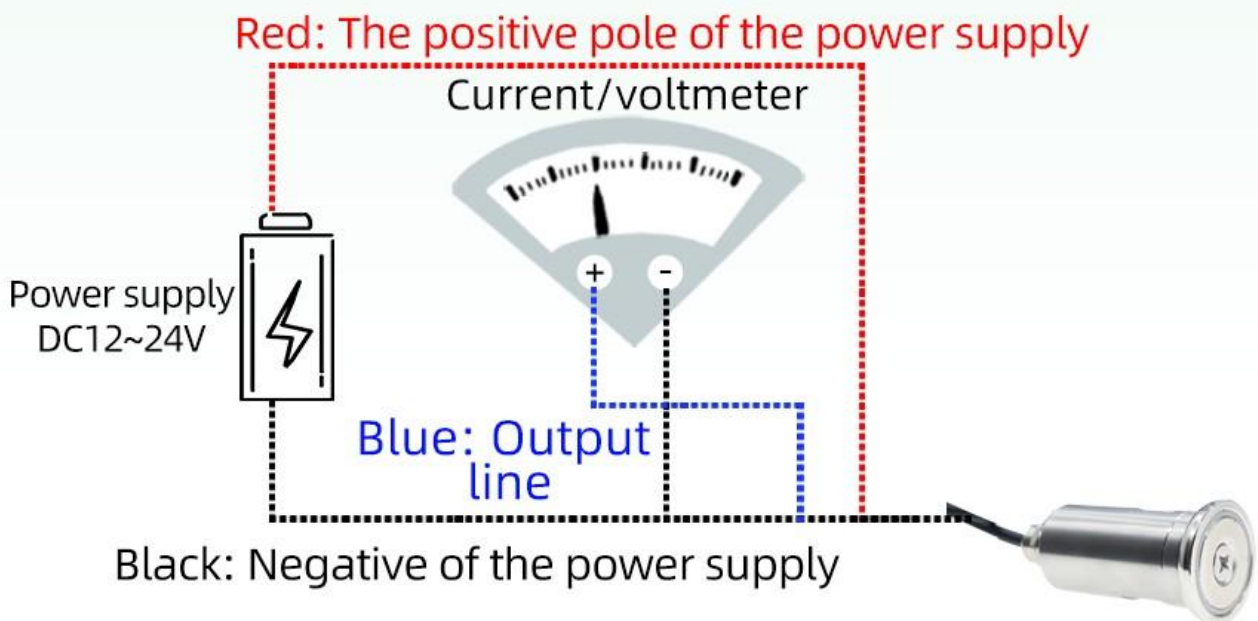 Red: The positive pole of the power supply
Current/voltmeter
+ -
Power supply
DC12~24V
Blue: Output
line
Black: Negative of the power supply